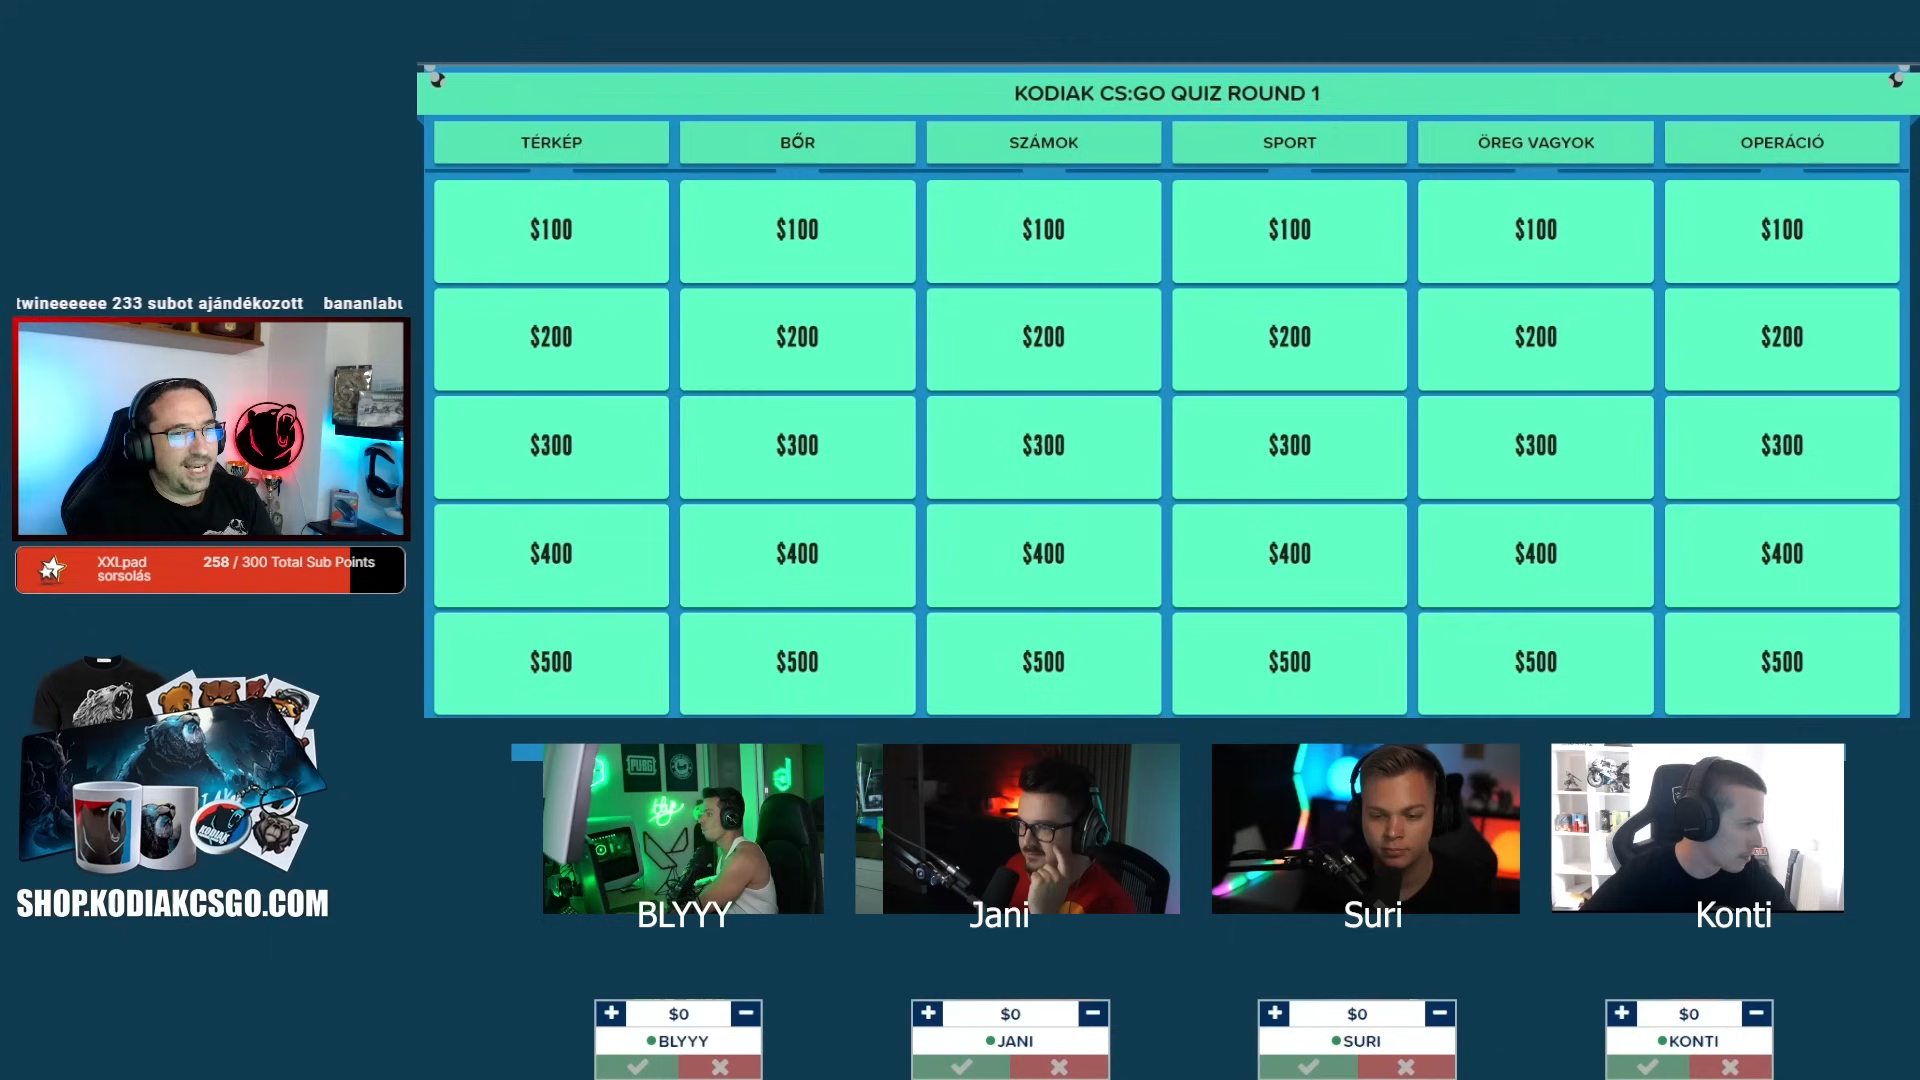 KODIAK CS:GO QUIZ ROUND 1
TÉRKÉP BŐR SZÁMOK SPORT ÖREG VAGYOK OPERÁCIÓ
$100 $100 $100 $100 $100 $100
$200 $200 $200 $200 $200 $200
$300 $300 $300 $300 $300 $300
$400 $400 $400 $400 $400 $400
$500 $500 $500 $500 $500 $500
twineeeeee 233 subot ajándékozott bananlabu
XXLpad
sorsolás
258 / 300 Total Sub Points
KODIAK
SHOP.KODIAKCSGO.COM
PUBG
BLYYY Jani Suri Konti
+ $0 − + $0 − + $0 − + $0 −
BLYYY JANI SURI KONTI